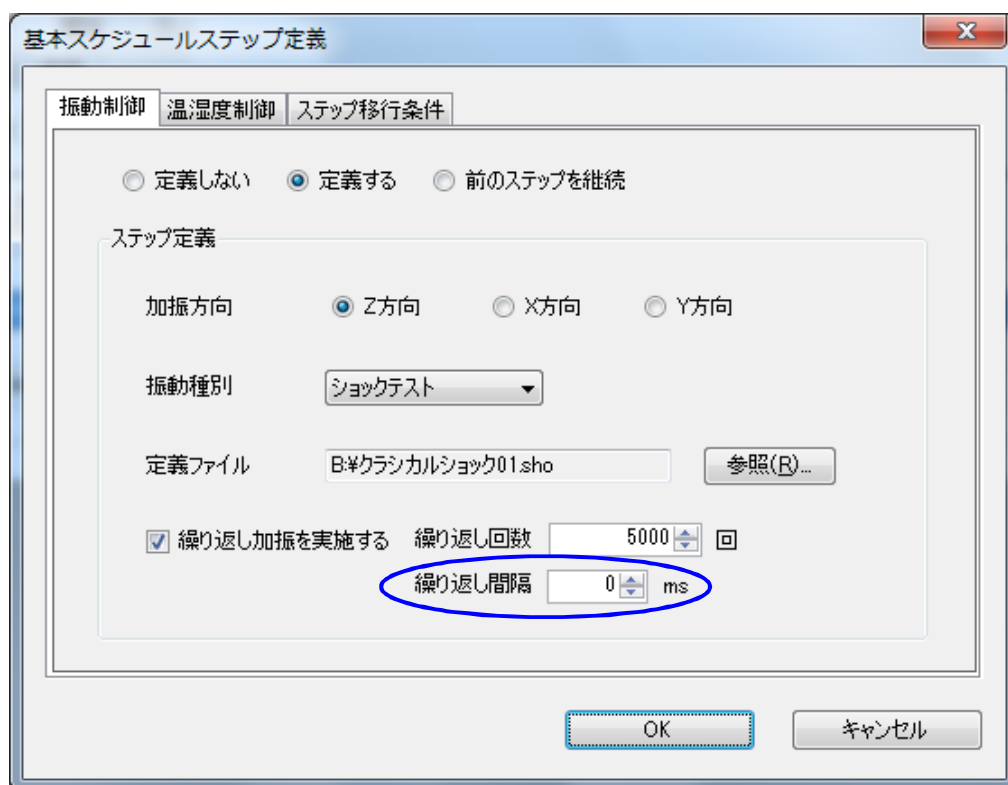 基本スケジュールステップ定義
振動制御 温湿度制御 ステップ移行条件
定義しない 定義する 前のステップを継続
ステップ定義
加振方向 Z方向 X方向 Y方向
振動種別 ショックテスト
定義ファイル B:¥クラシカルショック01.sho 参照(R)...
繰り返し加振を実施する 繰り返し回数 5000 回
繰り返し間隔 0 ms
OK キャンセル